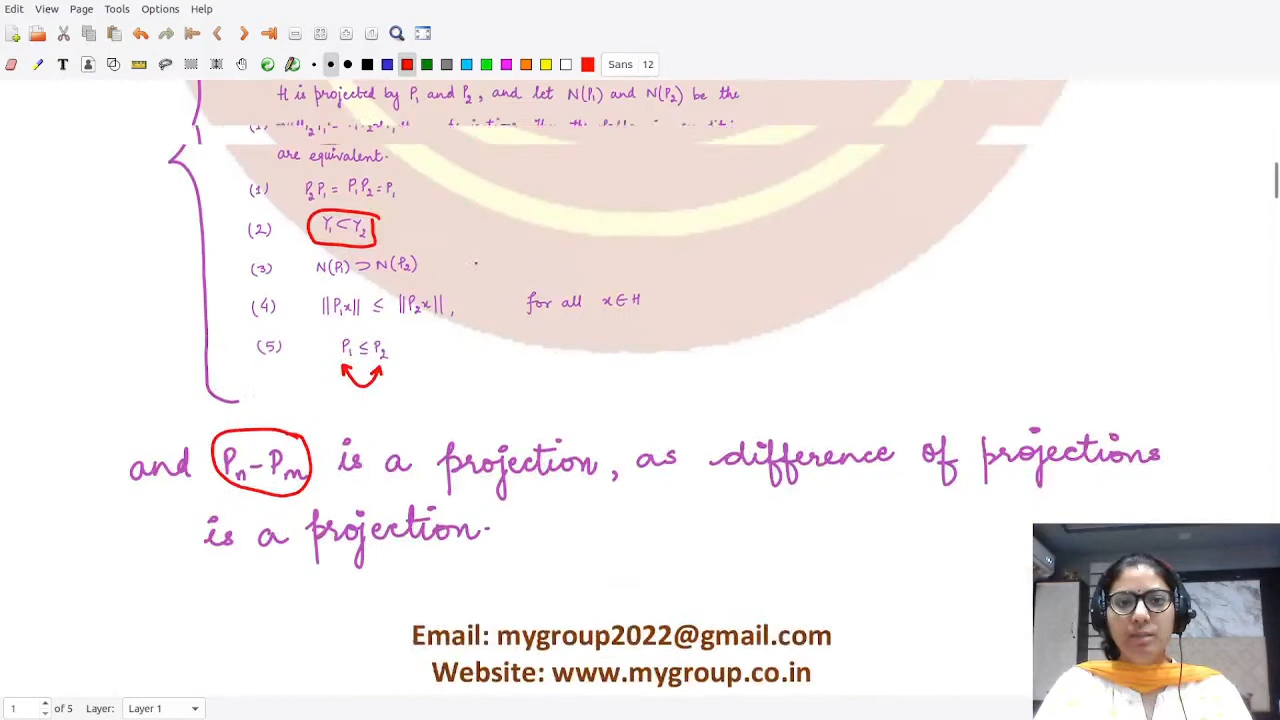 Edit View Page Tools Options Help
Sans 12
H is projected by P₁ and P₂, and let N(P₁) and N(P₂) be the
are equivalent.
(1) P₂P₁ = P₁P₂ = P₁
(2) Y₁ ⊂ Y₂
(3) N(P₁) ⊃ N(P₂)
(4) ||P₁x|| ≤ ||P₂x||, for all x ∈ H
(5) P₁ ≤ P₂
and Pₙ - Pₘ is a projection, as difference of projections
is a projection.
Email: mygroup2022@gmail.com
Website: www.mygroup.co.in
1 of 5 Layer: Layer 1